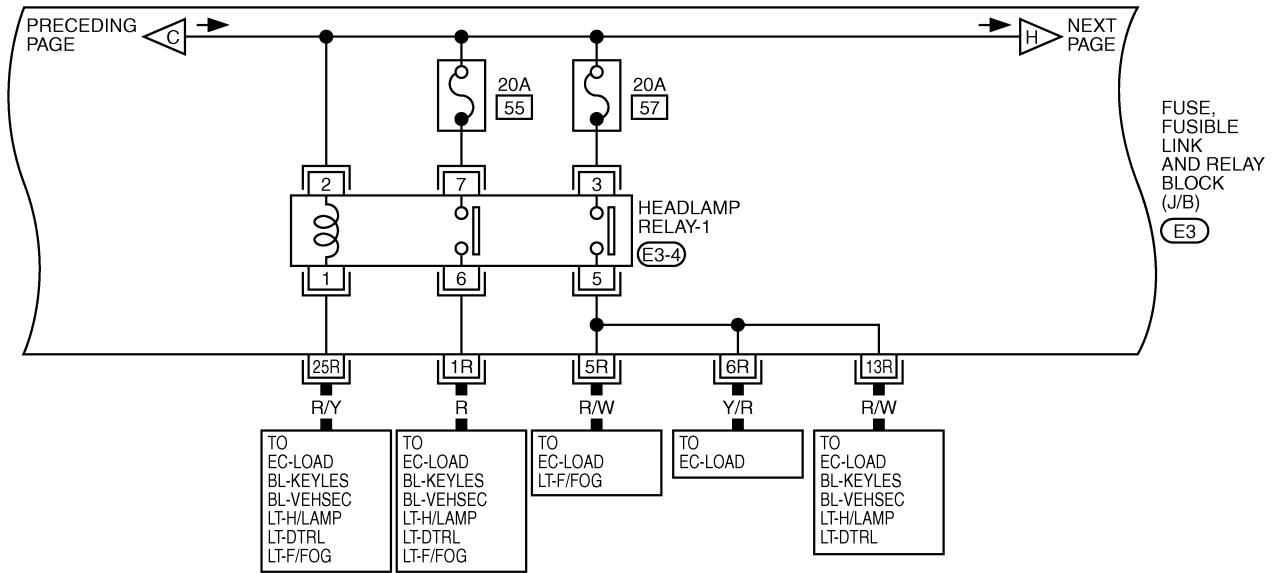 PRECEDING
PAGE
C
H
NEXT
PAGE
20A
55
20A
57
FUSE,
FUSIBLE
LINK
AND RELAY
BLOCK
(J/B)
E3
2
7
3
HEADLAMP
RELAY-1
E3-4
1
6
5
25R
1R
5R
6R
13R
R/Y
R
R/W
Y/R
R/W
TO
EC-LOAD
BL-KEYLES
BL-VEHSEC
LT-H/LAMP
LT-DTRL
LT-F/FOG
TO
EC-LOAD
BL-KEYLES
BL-VEHSEC
LT-H/LAMP
LT-DTRL
LT-F/FOG
TO
EC-LOAD
LT-F/FOG
TO
EC-LOAD
TO
EC-LOAD
BL-KEYLES
BL-VEHSEC
LT-H/LAMP
LT-DTRL